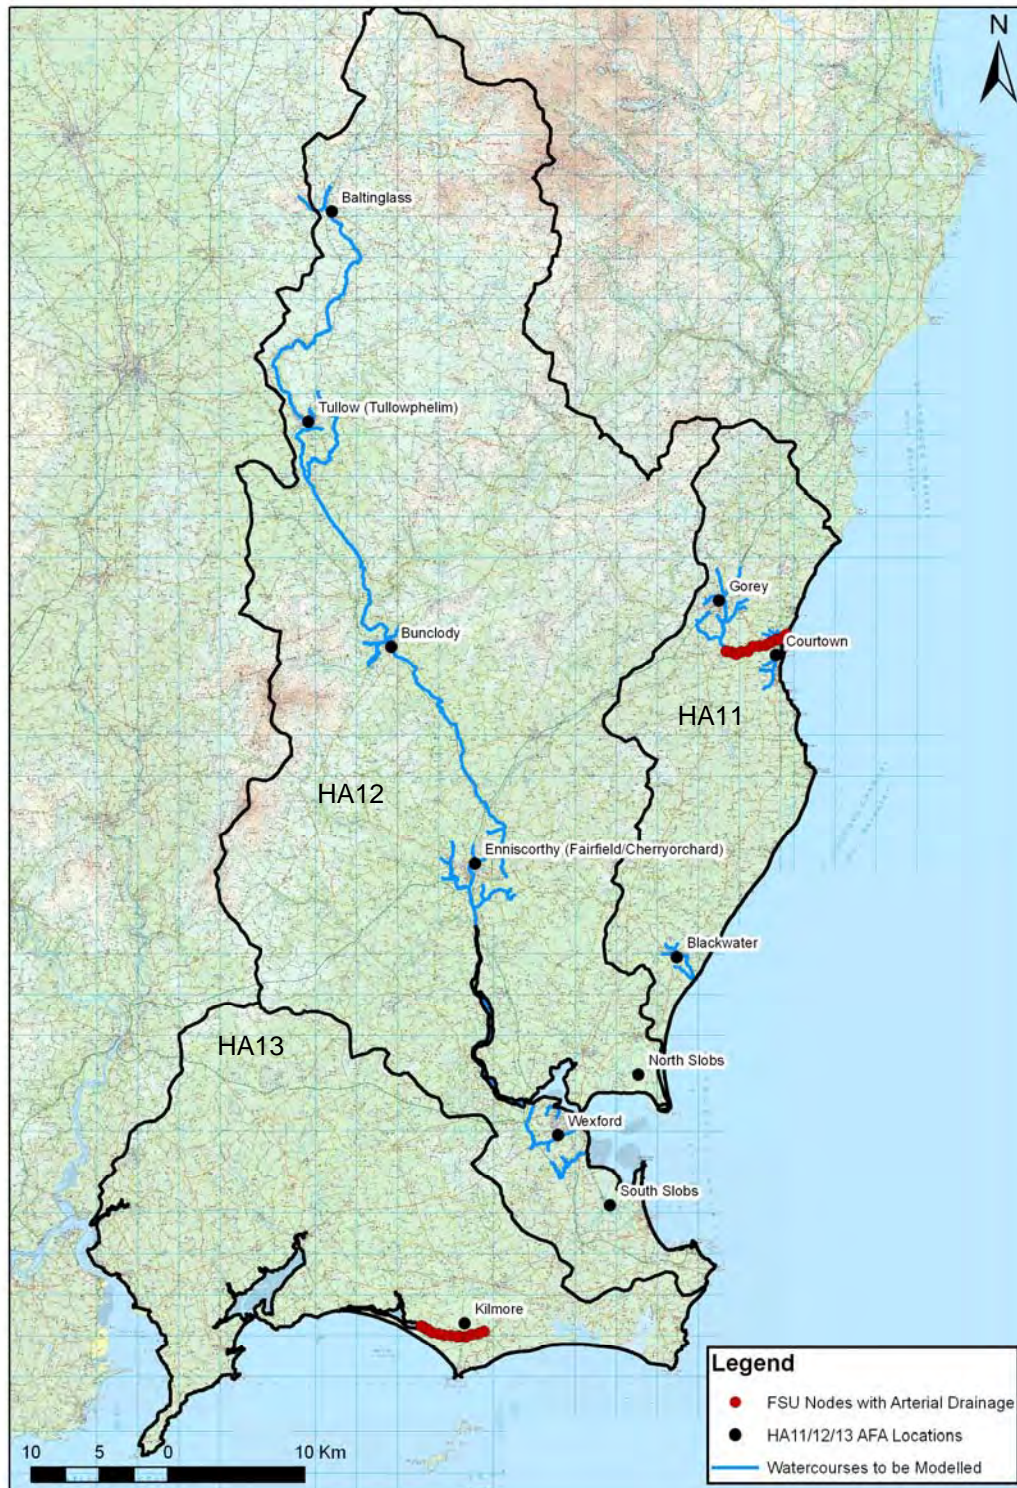 N
Baltinglass
Tullow (Tullowphelim)
Gorey
Courtown
Bunclody
HA11
HA12
Enniscorthy (Fairfield/Cherryorchard)
Blackwater
HA13
North Slobs
Wexford
South Slobs
Kilmore
Legend
FSU Nodes with Arterial Drainage
HA11/12/13 AFA Locations
Watercourses to be Modelled
10 5 0 10 Km